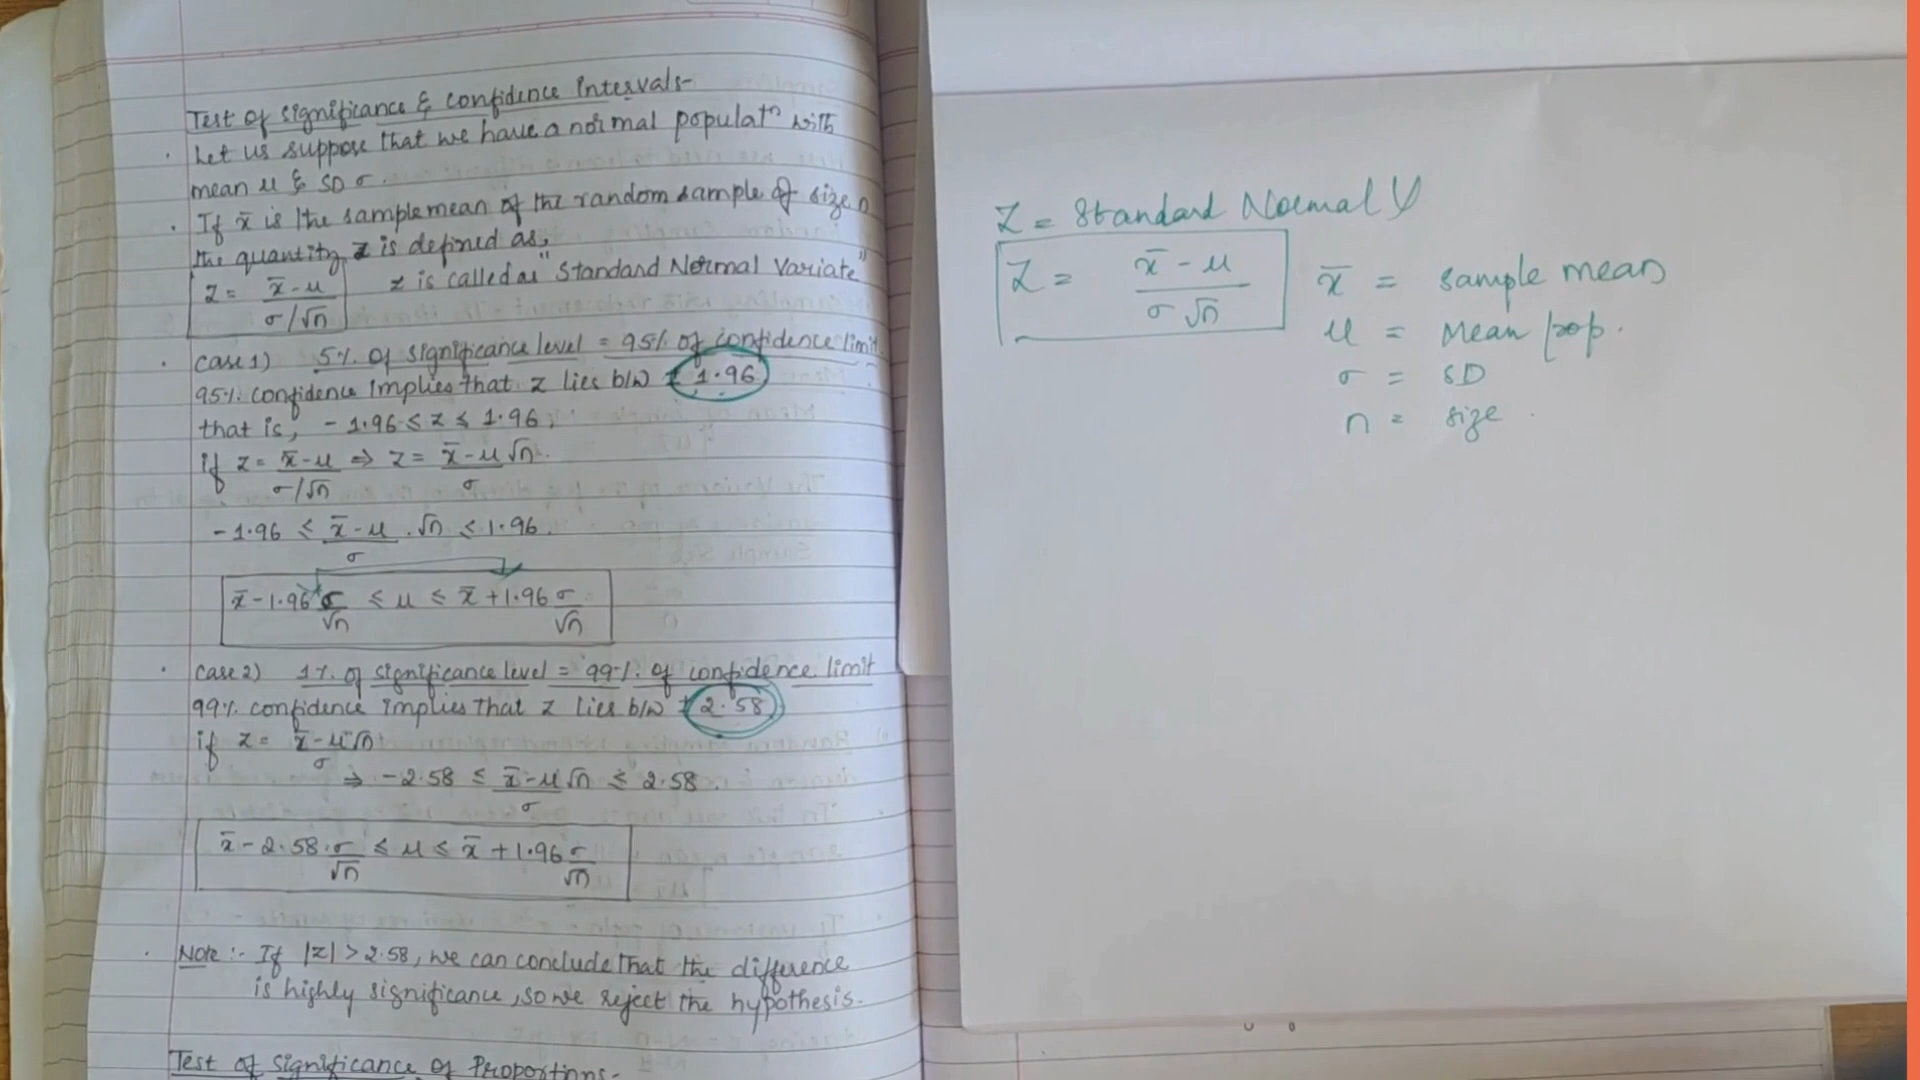 Test of significance & confidence Intervals-
. Let us suppose that we have a normal populatn with
mean μ & SD σ.
. If x̄ is the sample mean of the random sample of size n
the quantity z is defined as,
z = (x̄-μ)/(σ/√n) z is called as "Standard Normal Variate"
. Case 1) 5% of significance level = 95% of confidence limit
95% confidence implies that z lies b/w ± 1.96
that is, -1.96 ≤ z ≤ 1.96,
if z = (x̄-μ)/(σ/√n) ⇒ z = (x̄-μ)/σ √n.
-1.96 ≤ (x̄-μ)/σ .√n ≤ 1.96.
x̄-1.96 σ/√n ≤ μ ≤ x̄+1.96 σ/√n
. Case 2) 1% of significance level = 99% of confidence limit
99% confidence implies that z lies b/w ± 2.58
if z = (x̄-μ)√n/σ
⇒ -2.58 ≤ (x̄-μ)/σ √n ≤ 2.58.
x̄-2.58.σ/√n ≤ μ ≤ x̄+1.96 σ/√n
. Note :- If |z| > 2.58, we can conclude that the difference
is highly significance, so we reject the hypothesis.
Test of significance of Proportions-
Z = Standard Normal V
Z = (x̄-μ)/(σ√n) x̄ = sample mean
μ = Mean pop.
σ = SD
n = size.